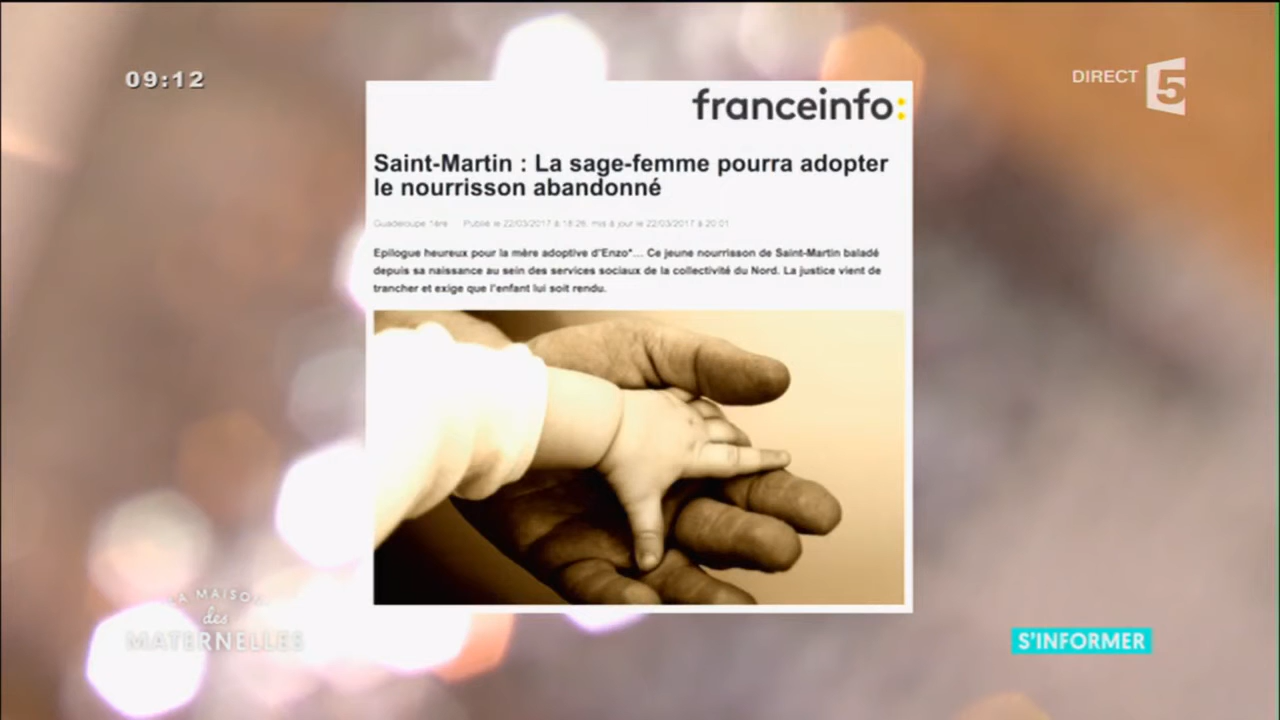 09:12
DIRECT 5
franceinfo:
Saint-Martin : La sage-femme pourra adopter
le nourrisson abandonné
Guadeloupe 1ère Publié le 22/03/2017 à 18:26, mis à jour le 22/03/2017 à 20:01
Epilogue heureux pour la mère adoptive d'Enzo*... Ce jeune nourrisson de Saint-Martin baladé
depuis sa naissance au sein des services sociaux de la collectivité du Nord. La justice vient de
trancher et exige que l'enfant lui soit rendu.
LA MAISON
des
MATERNELLES
S'INFORMER